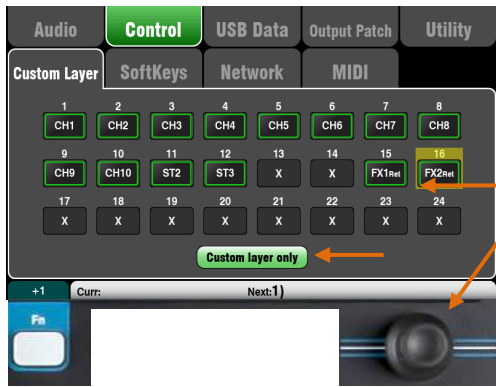 Audio Control USB Data Output Patch Utility
Custom Layer SoftKeys Network MIDI
1 2 3 4 5 6 7 8
CH1 CH2 CH3 CH4 CH5 CH6 CH7 CH8
9 10 11 12 13 14 15 16
CH9 CH10 ST2 ST3 X X FX1Ret FX2Ret
17 18 19 20 21 22 23 24
X X X X X X X X
Custom layer only
+1 Curr: Next:1)
Fn